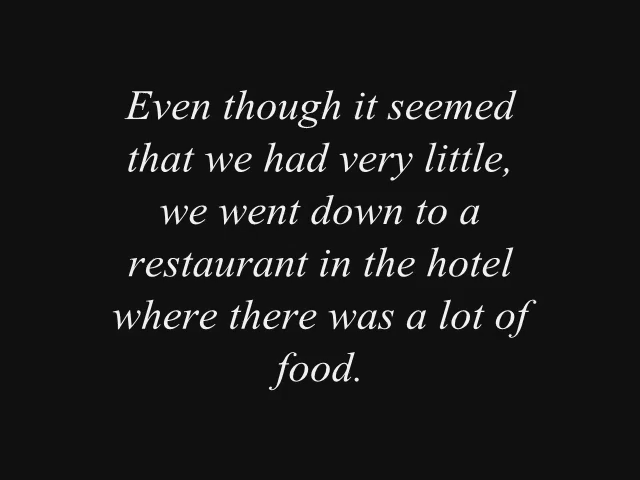 Even though it seemed
that we had very little,
we went down to a
restaurant in the hotel
where there was a lot of
food.